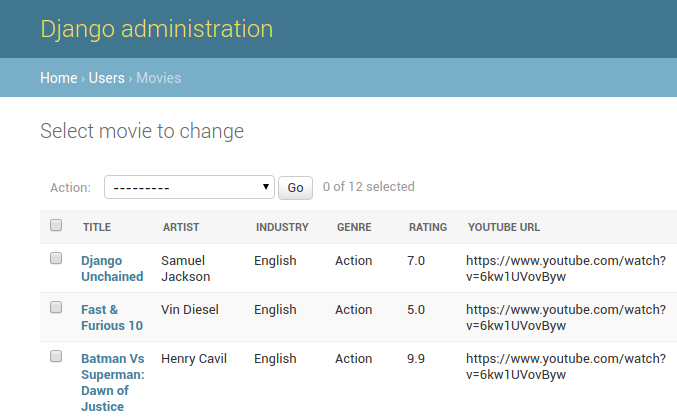 Django administration
Home › Users › Movies
Select movie to change
Action: --------- Go 0 of 12 selected
TITLE ARTIST INDUSTRY GENRE RATING YOUTUBE URL
Django Samuel English Action 7.0 https://www.youtube.com/watch?
Unchained Jackson v=6kw1UVovByw
Fast & Vin Diesel English Action 5.0 https://www.youtube.com/watch?
Furious 10 v=6kw1UVovByw
Batman Vs Henry Cavil English Action 9.9 https://www.youtube.com/watch?
Superman: v=6kw1UVovByw
Dawn of
Justice